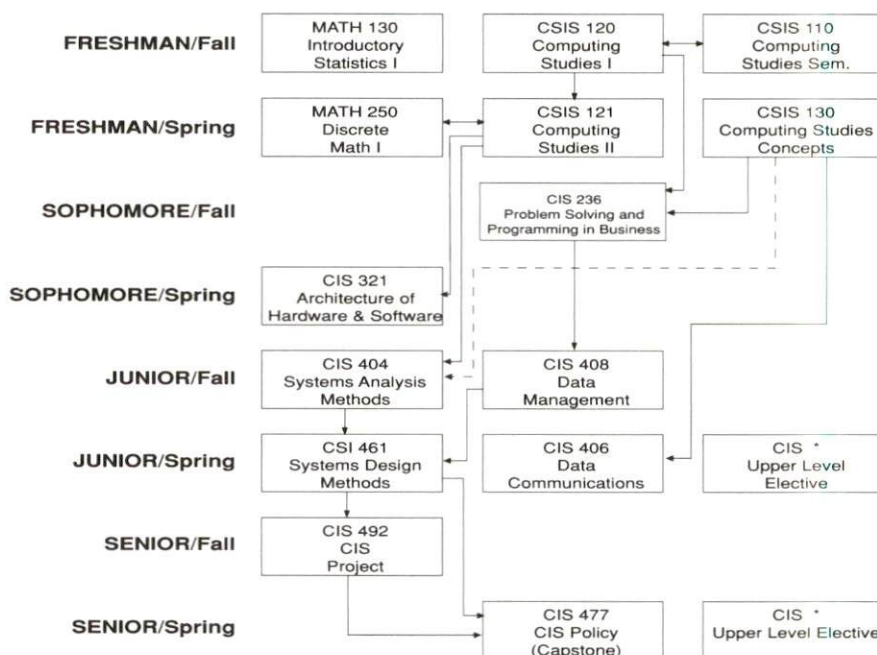 FRESHMAN/Fall
MATH 130
Introductory
Statistics I
CSIS 120
Computing
Studies I
CSIS 110
Computing
Studies Sem.
FRESHMAN/Spring
MATH 250
Discrete
Math I
CSIS 121
Computing
Studies II
CSIS 130
Computing Studies
Concepts
SOPHOMORE/Fall
CIS 236
Problem Solving and
Programming in Business
SOPHOMORE/Spring
CIS 321
Architecture of
Hardware & Software
JUNIOR/Fall
CIS 404
Systems Analysis
Methods
CIS 408
Data
Management
JUNIOR/Spring
CSI 461
Systems Design
Methods
CIS 406
Data
Communications
CIS *
Upper Level
Elective
SENIOR/Fall
CIS 492
CIS
Project
SENIOR/Spring
CIS 477
CIS Policy
(Capstone)
CIS *
Upper Level Elective